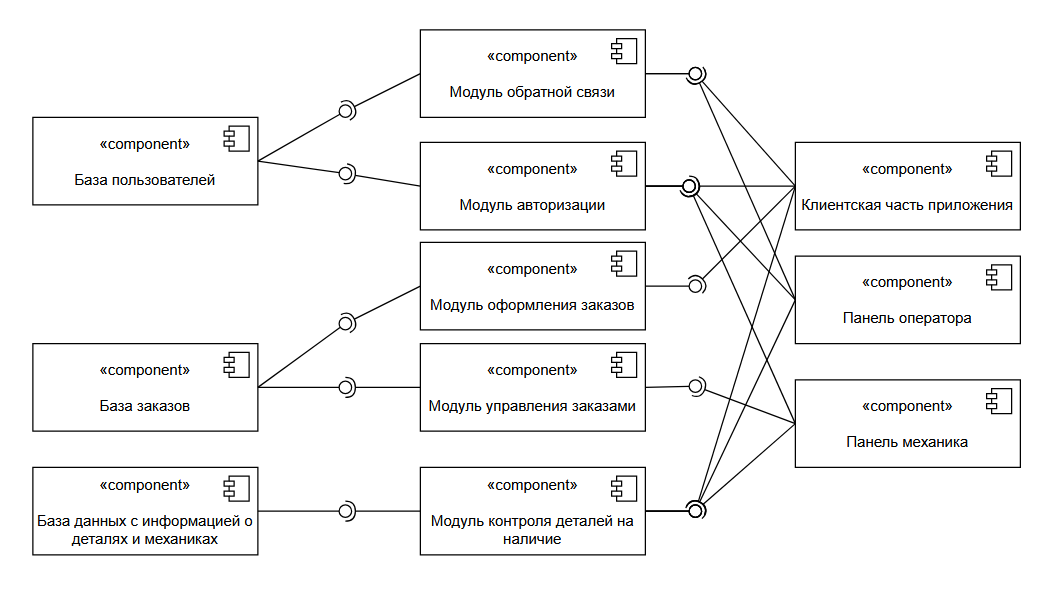 «component»
База пользователей
«component»
База заказов
«component»
База данных с информацией о
деталях и механиках
«component»
Модуль обратной связи
«component»
Модуль авторизации
«component»
Модуль оформления заказов
«component»
Модуль управления заказами
«component»
Модуль контроля деталей на
наличие
«component»
Клиентская часть приложения
«component»
Панель оператора
«component»
Панель механика